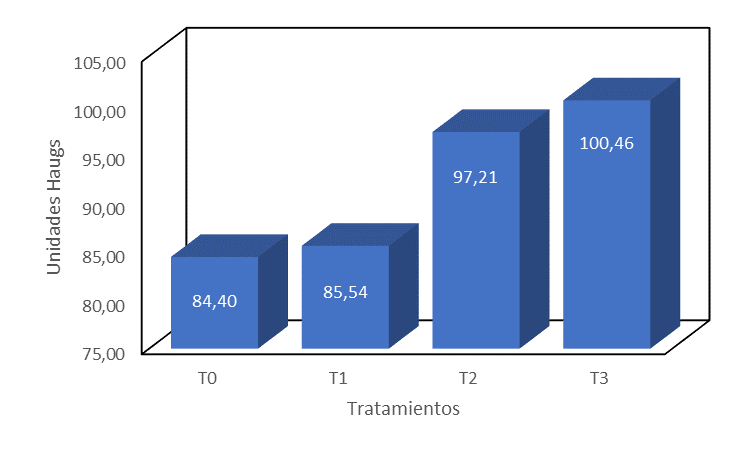 105,00
100,00
95,00
90,00
85,00
80,00
75,00
Unidades Haugs
84,40
85,54
97,21
100,46
T0
T1
T2
T3
Tratamientos